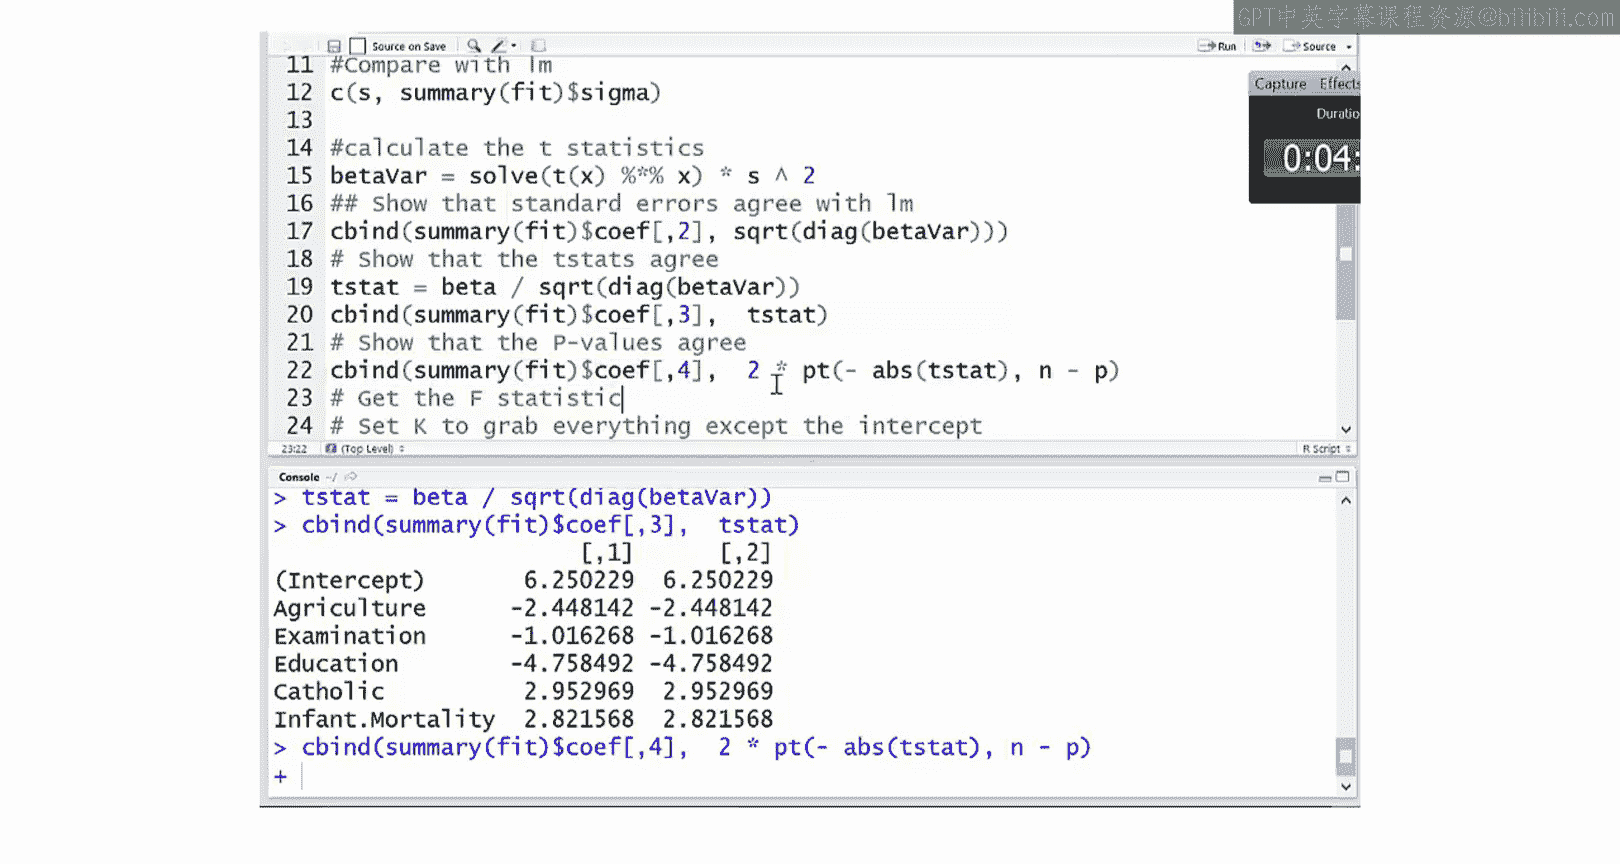 GPT中英字幕课程资源@bilibili.com
Source on Save
Run
Source
11 #Compare with lm
12 c(s, summary(fit)$sigma)
13
14 #calculate the t statistics
15 betaVar = solve(t(x) %*% x) * s ^ 2
16 ## Show that standard errors agree with lm
17 cbind(summary(fit)$coef[,2], sqrt(diag(betaVar)))
18 # Show that the tstats agree
19 tstat = beta / sqrt(diag(betaVar))
20 cbind(summary(fit)$coef[,3],  tstat)
21 # Show that the P-values agree
22 cbind(summary(fit)$coef[,4],  2 * pt(- abs(tstat), n - p)
23 # Get the F statistic
24 # Set K to grab everything except the intercept
23:22 (Top Level) R Script
Capture Effects
Duratio
0:04:
Console ~/
> tstat = beta / sqrt(diag(betaVar))
> cbind(summary(fit)$coef[,3],  tstat)
[,1] [,2]
(Intercept) 6.250229 6.250229
Agriculture -2.448142 -2.448142
Examination -1.016268 -1.016268
Education -4.758492 -4.758492
Catholic 2.952969 2.952969
Infant.Mortality 2.821568 2.821568
> cbind(summary(fit)$coef[,4],  2 * pt(- abs(tstat), n - p)
+